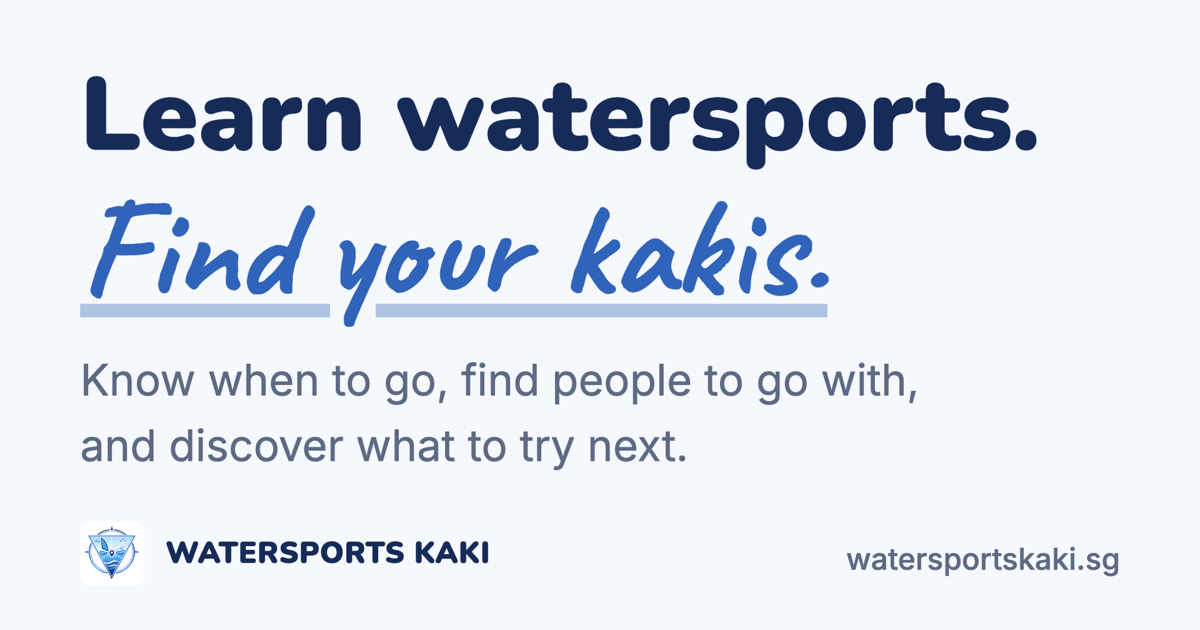 Learn watersports.
Find your kakis.
Know when to go, find people to go with,
and discover what to try next.
WATERSPORTS KAKI
watersportskaki.sg